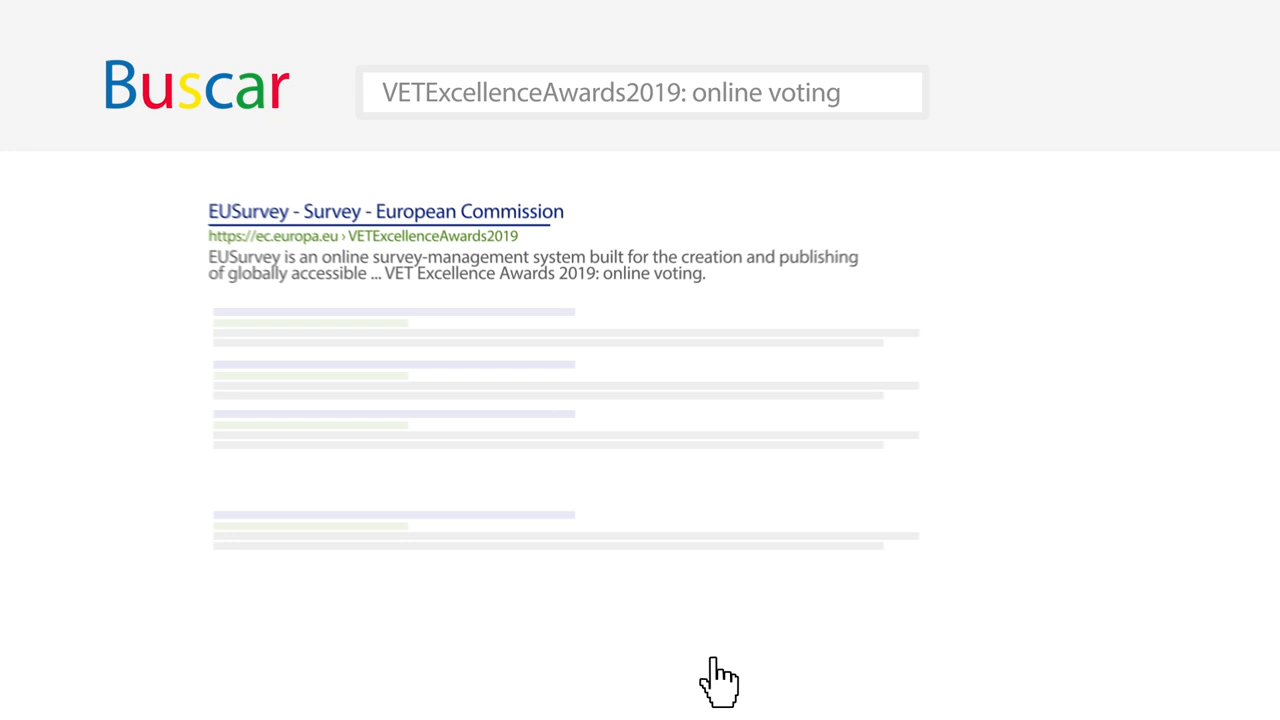 Buscar
VETExcellenceAwards2019: online voting
EUSurvey - Survey - European Commission
https://ec.europa.eu › VETExcellenceAwards2019
EUSurvey is an online survey-management system built for the creation and publishing
of globally accessible ... VET Excellence Awards 2019: online voting.